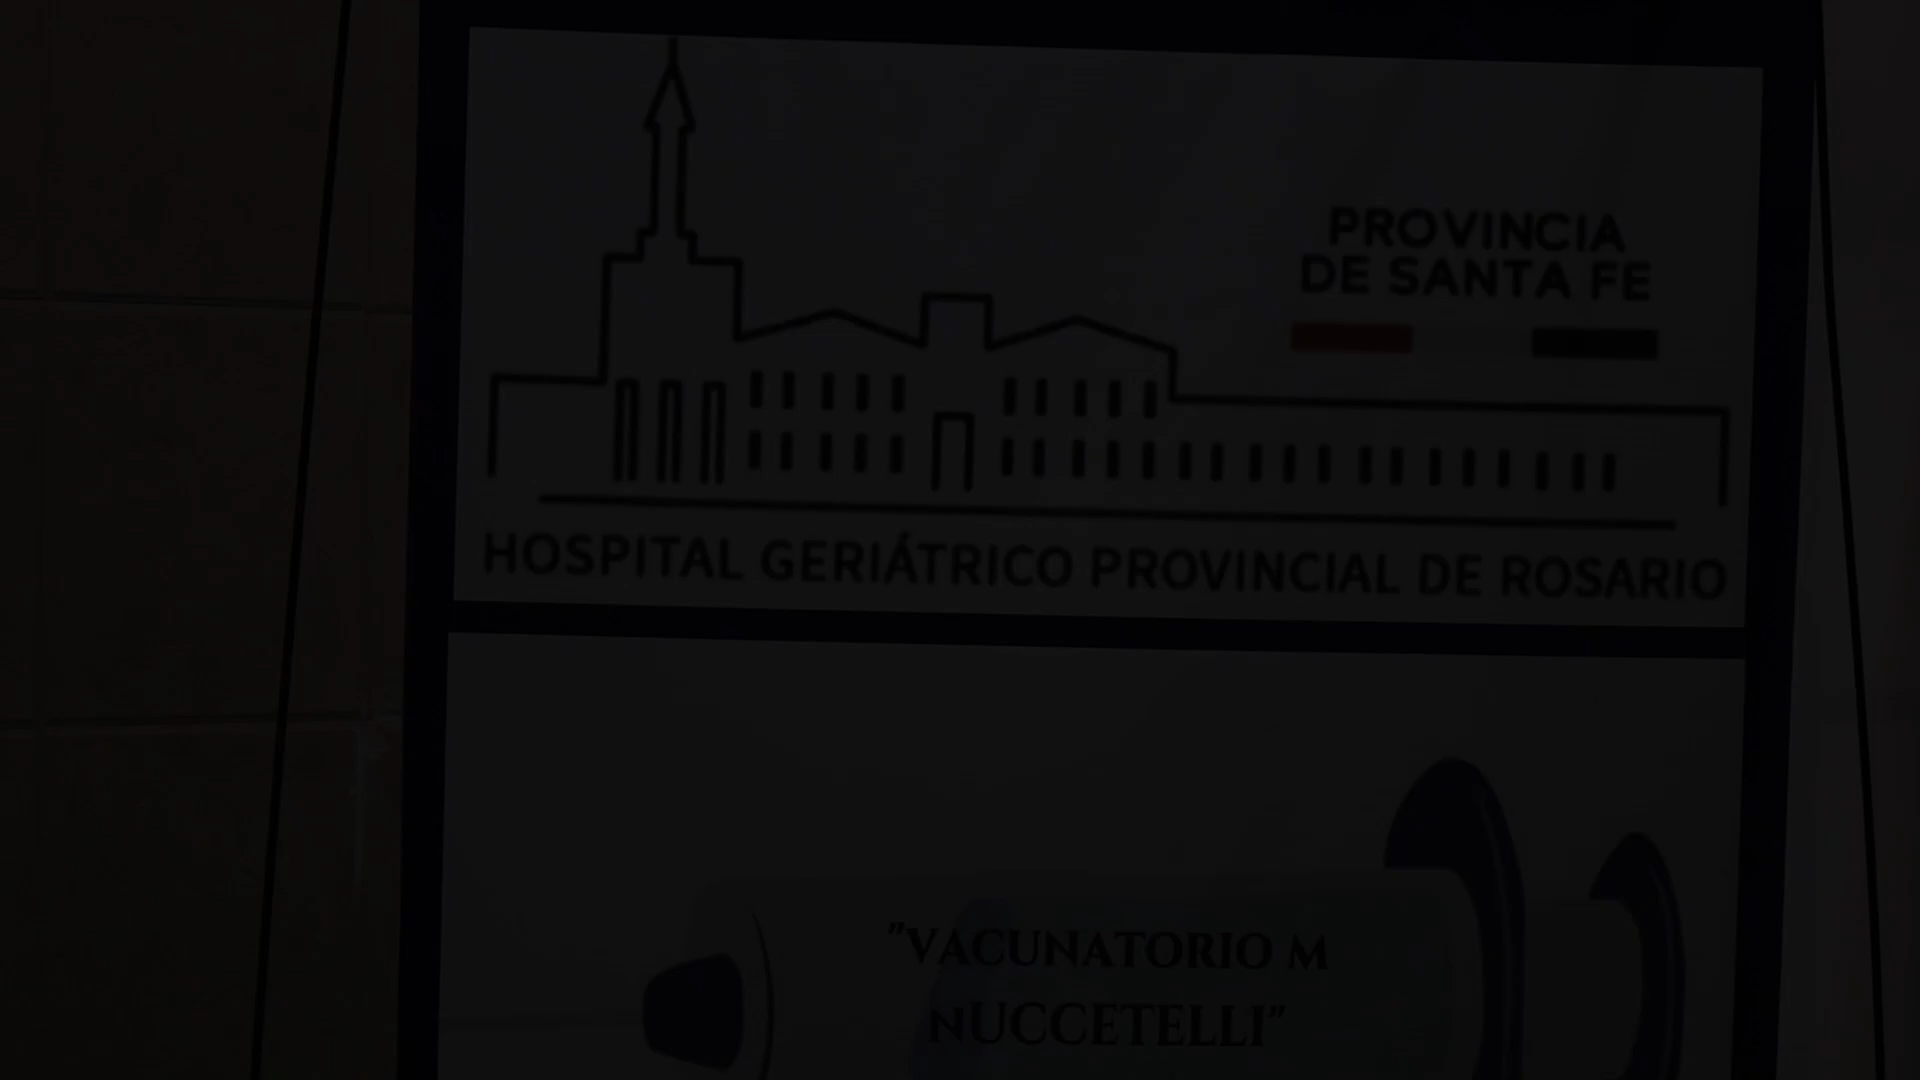 PROVINCIA
DE SANTA FE
HOSPITAL GERIÁTRICO PROVINCIAL DE ROSARIO
"VACUNATORIO M
NUCCETELLI"